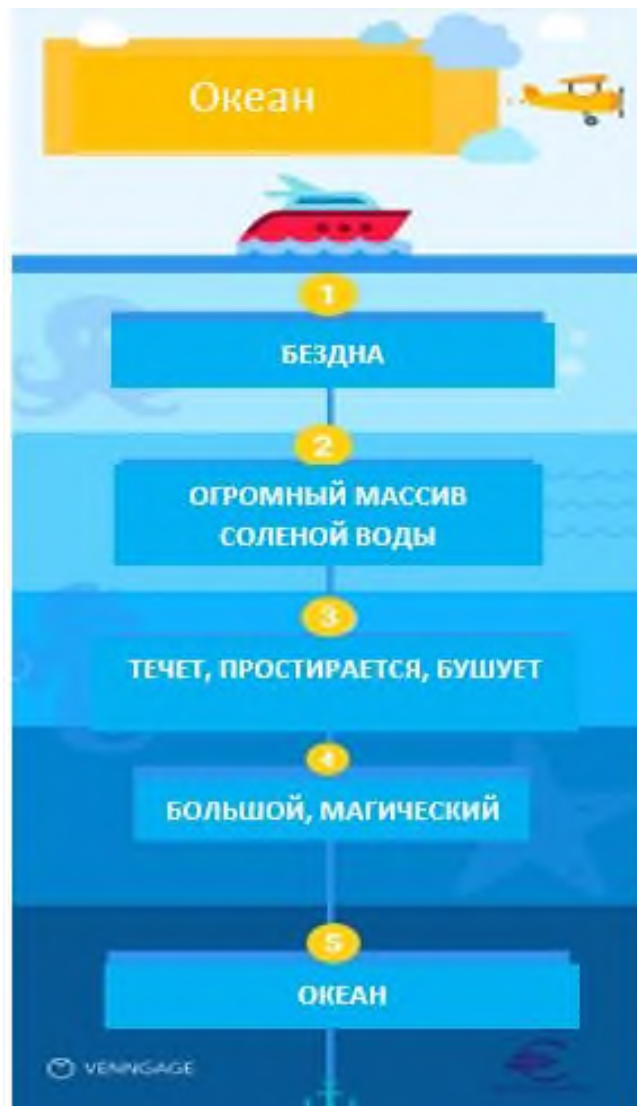 Океан
1
БЕЗДНА
2
ОГРОМНЫЙ МАССИВ
СОЛЕНОЙ ВОДЫ
3
ТЕЧЕТ, ПРОСТИРАЕТСЯ, БУШУЕТ
4
БОЛЬШОЙ, МАГИЧЕСКИЙ
5
ОКЕАН
VENNGAGE